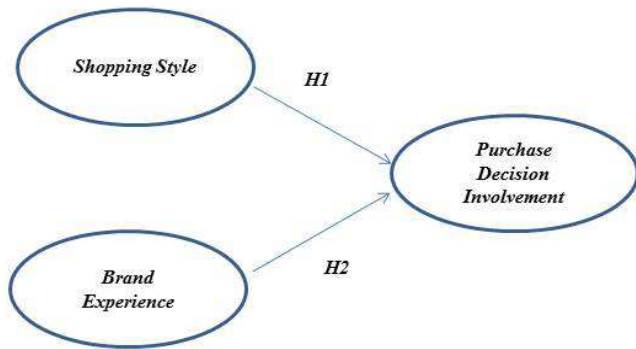 Shopping Style
H1
Purchase
Decision
Involvement
Brand
Experience
H2